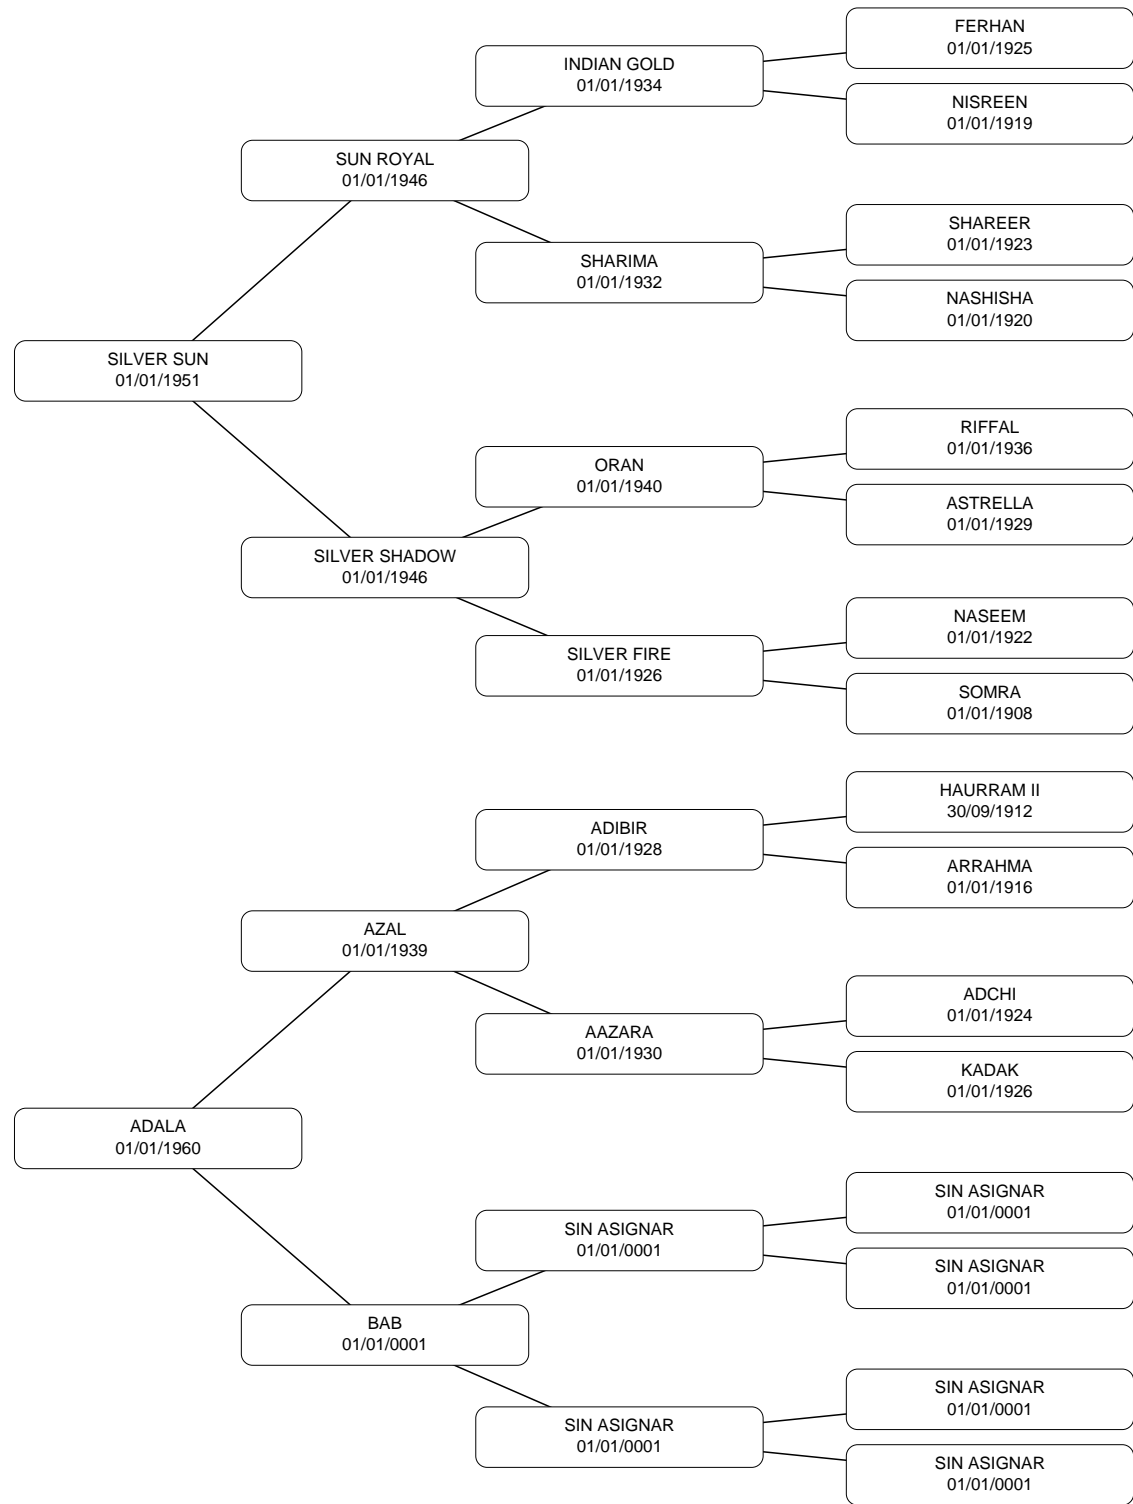 FERHAN
01/01/1925
INDIAN GOLD
01/01/1934
NISREEN
01/01/1919
SUN ROYAL
01/01/1946
SHAREER
01/01/1923
SHARIMA
01/01/1932
NASHISHA
01/01/1920
SILVER SUN
01/01/1951
RIFFAL
01/01/1936
ORAN
01/01/1940
ASTRELLA
01/01/1929
SILVER SHADOW
01/01/1946
NASEEM
01/01/1922
SILVER FIRE
01/01/1926
SOMRA
01/01/1908
HAURRAM II
30/09/1912
ADIBIR
01/01/1928
ARRAHMA
01/01/1916
AZAL
01/01/1939
ADCHI
01/01/1924
AAZARA
01/01/1930
KADAK
01/01/1926
ADALA
01/01/1960
SIN ASIGNAR
01/01/0001
SIN ASIGNAR
01/01/0001
SIN ASIGNAR
01/01/0001
BAB
01/01/0001
SIN ASIGNAR
01/01/0001
SIN ASIGNAR
01/01/0001
SIN ASIGNAR
01/01/0001